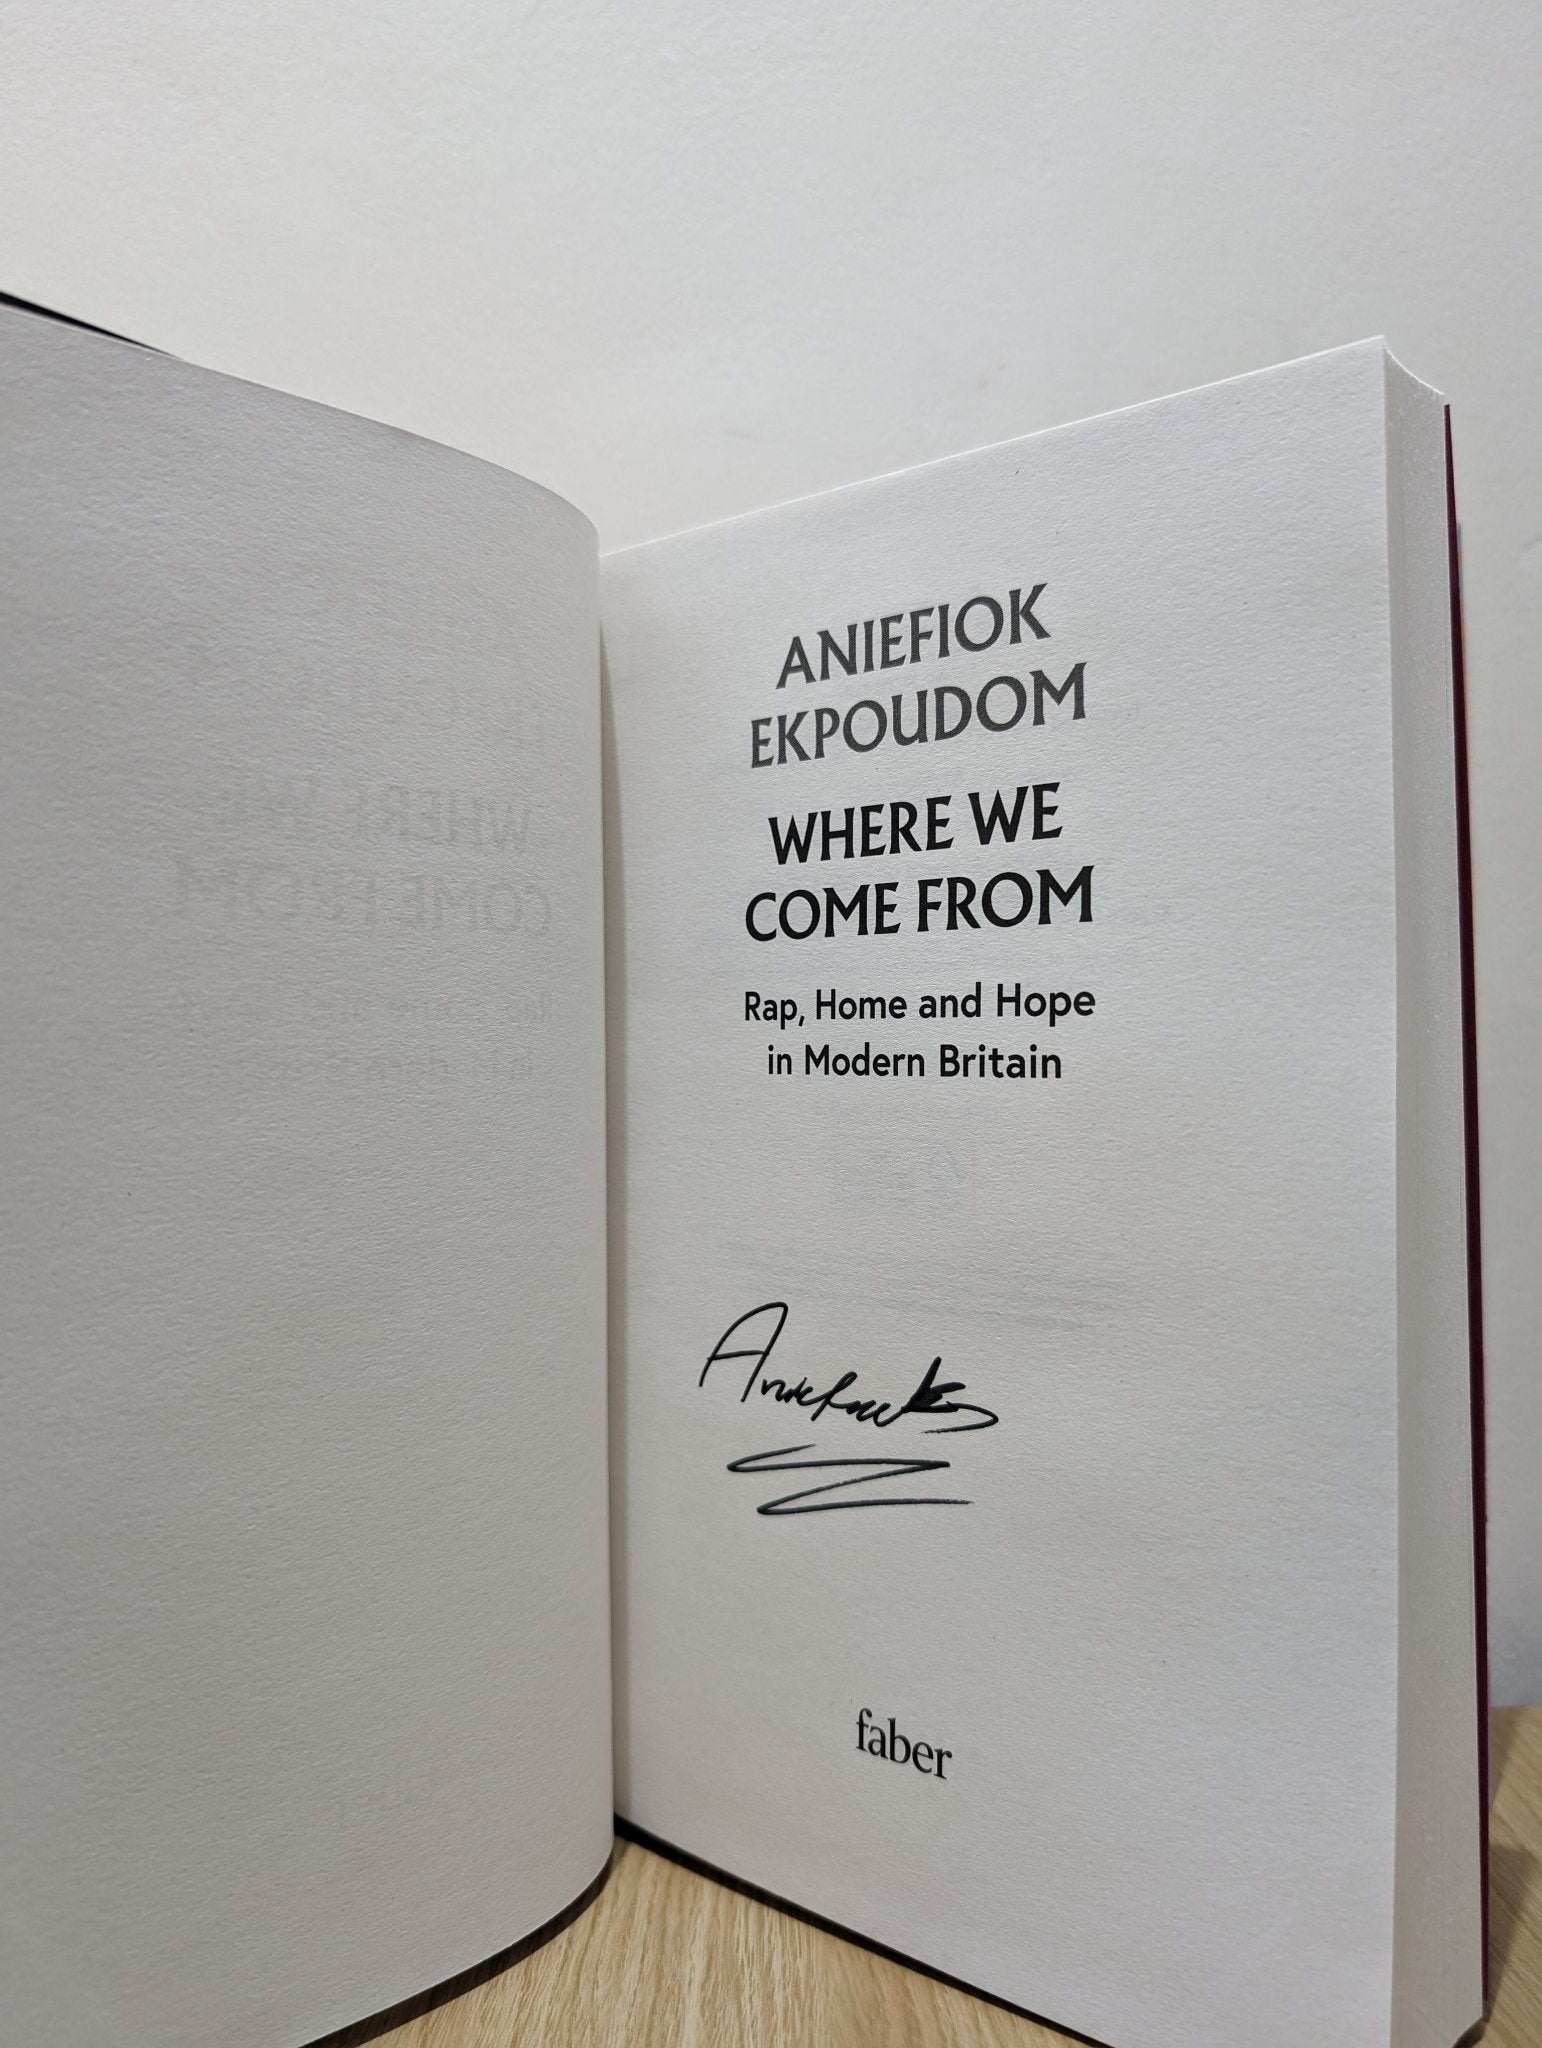 ANIEFIOK
EKPOUDOM
WHERE WE
COME FROM
Rap, Home and Hope
in Modern Britain
faber